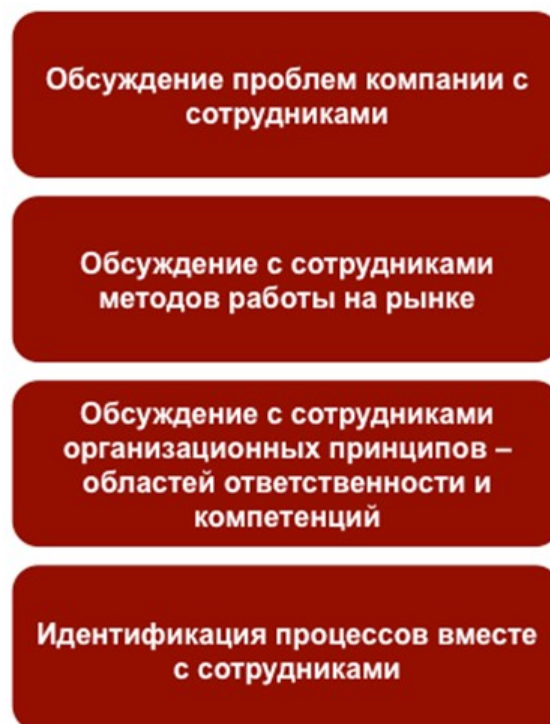 Обсуждение проблем компании с
сотрудниками
Обсуждение с сотрудниками
методов работы на рынке
Обсуждение с сотрудниками
организационных принципов –
областей ответственности и
компетенций
Идентификация процессов вместе
с сотрудниками